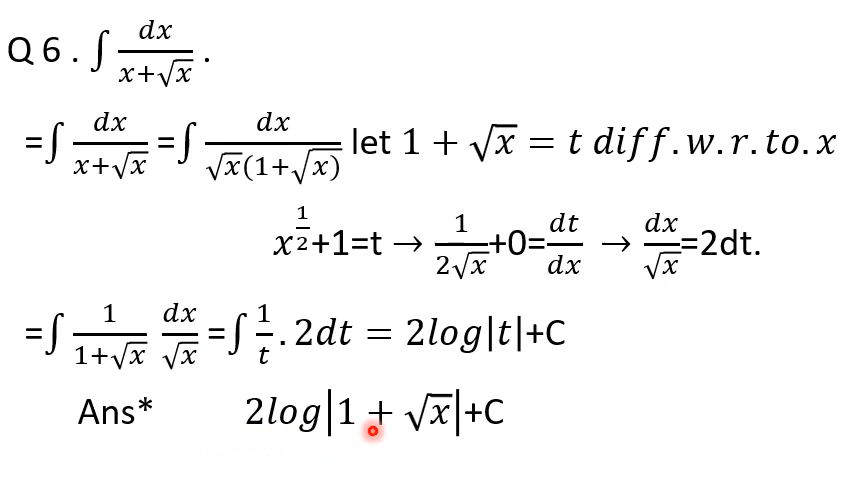 Q 6 . ∫ dx/(x+√x) .
=∫ dx/(x+√x) =∫ dx/(√x(1+√x)) let 1 + √x = t diff.w.r.to.x
x^(1/2)+1=t → 1/(2√x)+0=dt/dx → dx/√x=2dt.
=∫ 1/(1+√x) dx/√x =∫ 1/t . 2dt = 2log|t|+C
Ans* 2log|1 + √x|+C